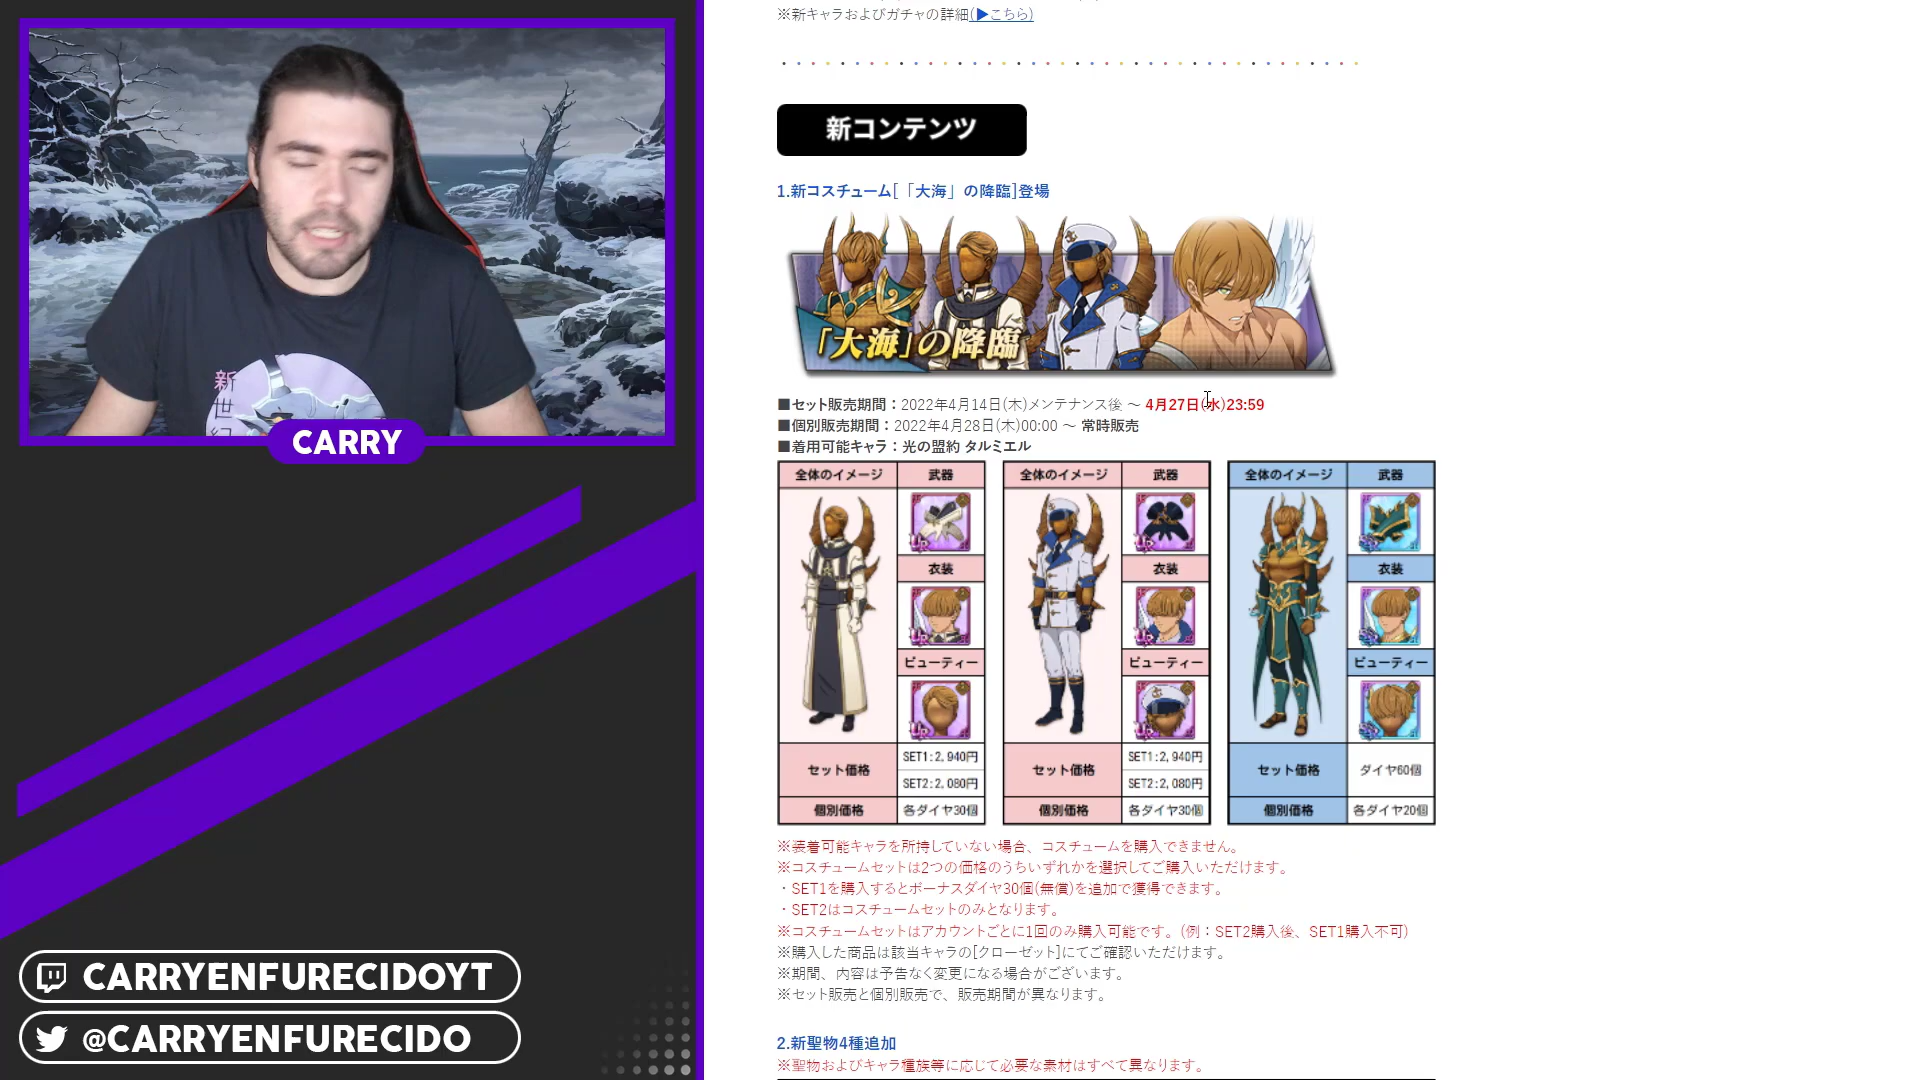 ※新キャラおよびガチャの詳細(▶こちら)
新コンテンツ
1.新コスチューム[「大海」の降臨]登場
「大海」の降臨
■セット販売期間：2022年4月14日(木)メンテナンス後 ～ 4月27日(水)23:59
■個別販売期間：2022年4月28日(木)00:00 ～ 常時販売
■着用可能キャラ：光の盟約 タルミエル
全体のイメージ 武器 全体のイメージ 武器 全体のイメージ 武器
UR UR SSR
衣装 衣装 衣装
UR UR SSR
ビューティー ビューティー ビューティー
UR UR SSR
セット価格 SET1:2,940円 セット価格 SET1:2,940円 セット価格 ダイヤ60個
SET2:2,080円 SET2:2,080円
個別価格 各ダイヤ30個 個別価格 各ダイヤ30個 個別価格 各ダイヤ20個
※装着可能キャラを所持していない場合、コスチュームを購入できません。
※コスチュームセットは2つの価格のうちいずれかを選択してご購入いただけます。
・SET1を購入するとボーナスダイヤ30個(無償)を追加で獲得できます。
・SET2はコスチュームセットのみとなります。
※コスチュームセットはアカウントごとに1回のみ購入可能です。(例：SET2購入後、SET1購入不可)
※購入した商品は該当キャラの[クローゼット]にてご確認いただけます。
※期間、内容は予告なく変更になる場合がございます。
※セット販売と個別販売で、販売期間が異なります。
2.新聖物4種追加
※聖物およびキャラ種族等に応じて必要な素材はすべて異なります。
新
世
紀
CARRY
CARRYENFURECIDOYT
@CARRYENFURECIDO